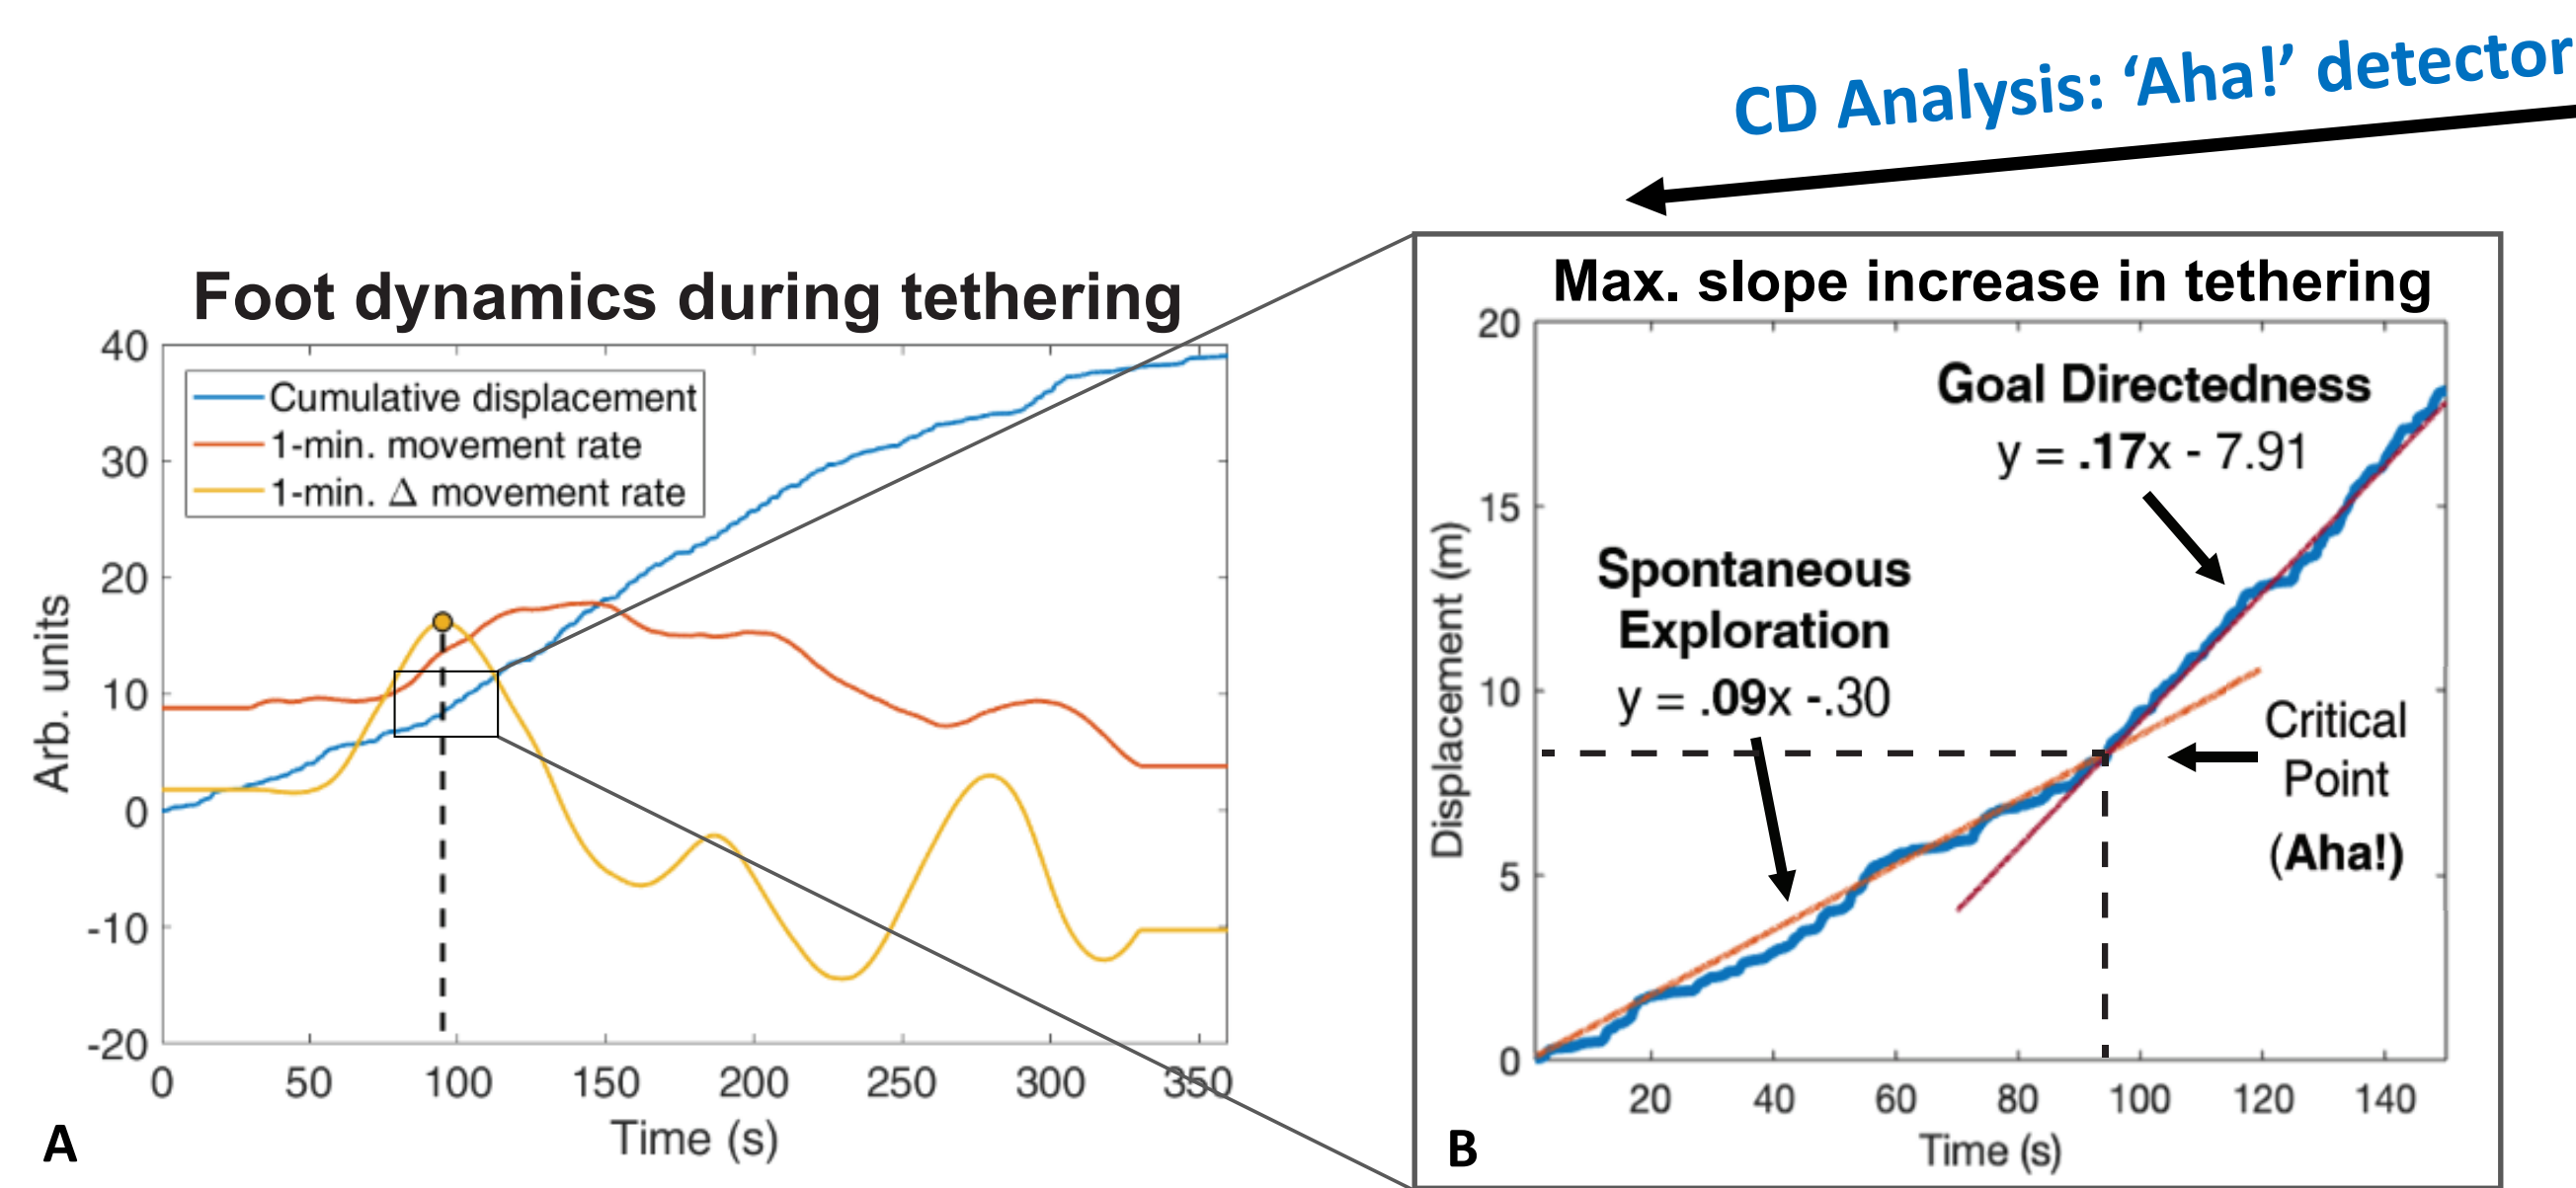 CD Analysis: ‘Aha!’ detector
Foot dynamics during tethering
40
30
20
10
0
-10
-20
Arb. units
Cumulative displacement
1-min. movement rate
1-min. Δ movement rate
0 50 100 150 200 250 300 350
Time (s)
A
Max. slope increase in tethering
20
15
10
5
0
Displacement (m)
Goal Directedness
y = .17x - 7.91
Spontaneous
Exploration
y = .09x -.30
Critical
Point
(Aha!)
20 40 60 80 100 120 140
Time (s)
B